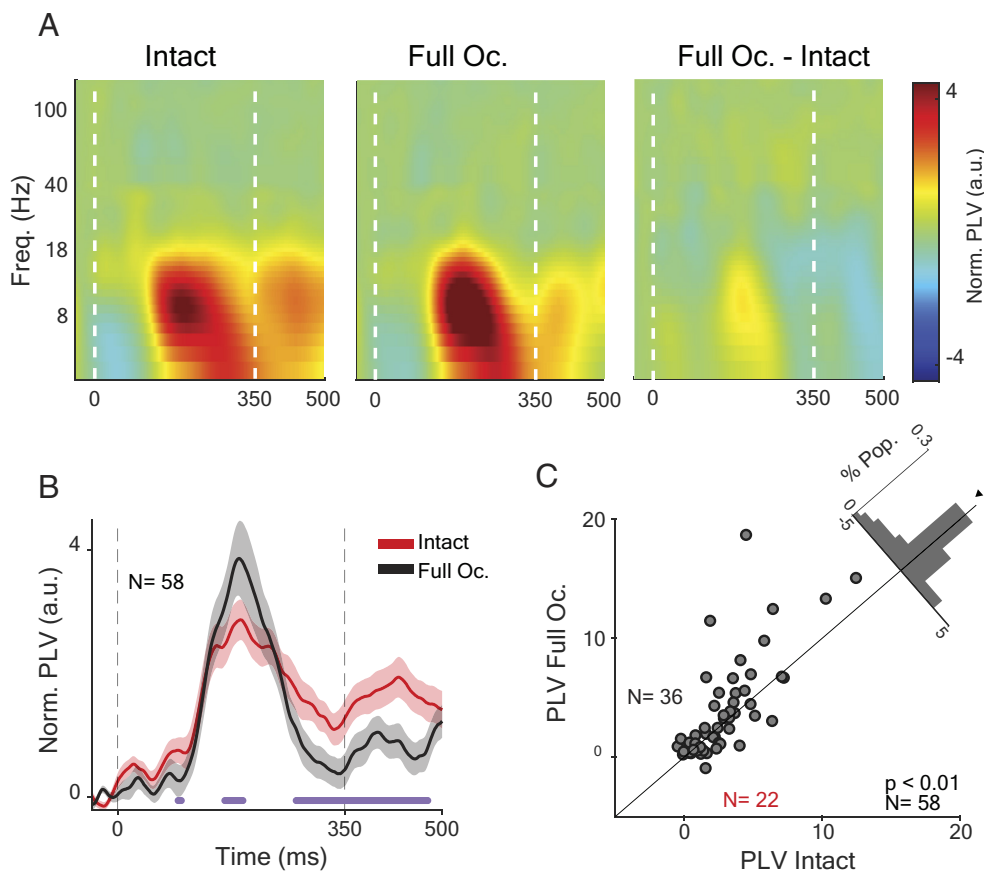 A
Intact
Full Oc.
Full Oc. - Intact
Freq. (Hz)
100
40
18
8
0
350
500
0
350
500
0
350
500
4
-4
Norm. PLV (a.u.)
B
N= 58
Intact
Full Oc.
Norm. PLV (a.u.)
4
0
0
350
500
Time (ms)
C
% Pop.
0.3
0
-5
5
PLV Full Oc.
20
10
0
N= 36
N= 22
p < 0.01
N= 58
0
10
20
PLV Intact